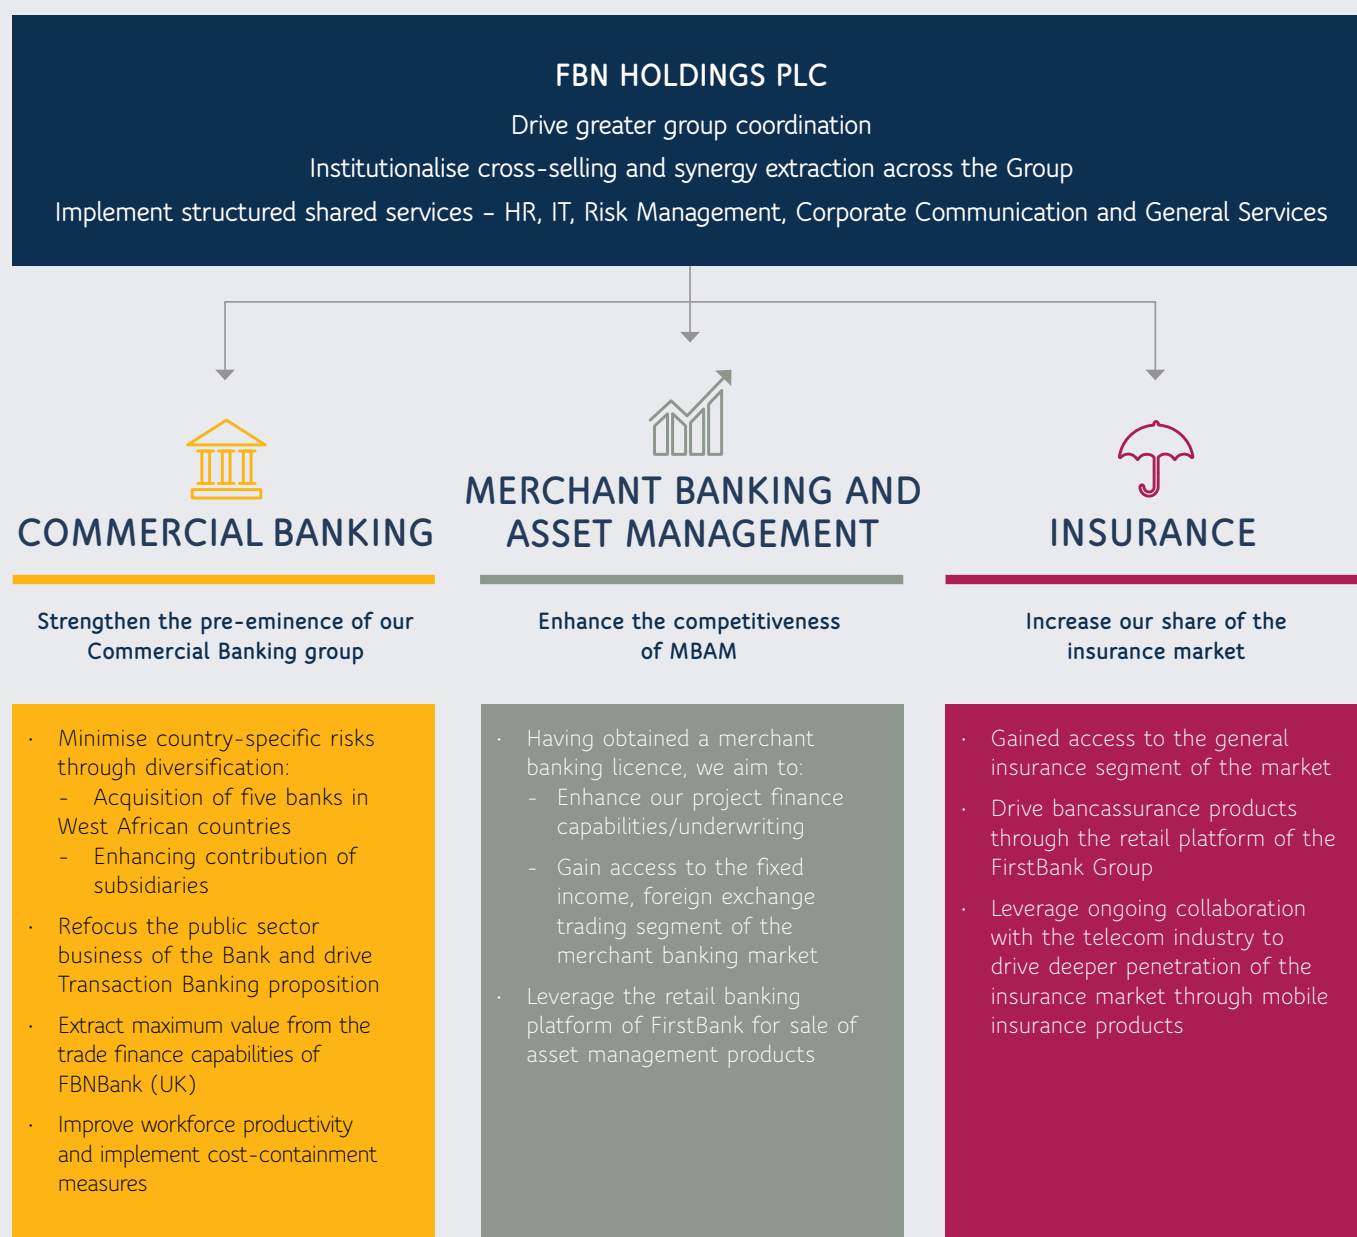 FBN HOLDINGS PLC
Drive greater group coordination
Institutionalise cross-selling and synergy extraction across the Group
Implement structured shared services – HR, IT, Risk Management, Corporate Communication and General Services
COMMERCIAL BANKING
Strengthen the pre-eminence of our
Commercial Banking group
· Minimise country-specific risks
through diversification:
- Acquisition of five banks in
West African countries
- Enhancing contribution of
subsidiaries
· Refocus the public sector
business of the Bank and drive
Transaction Banking proposition
· Extract maximum value from the
trade finance capabilities of
FBNBank (UK)
· Improve workforce productivity
and implement cost-containment
measures
MERCHANT BANKING AND
ASSET MANAGEMENT
Enhance the competitiveness
of MBAM
· Having obtained a merchant
banking licence, we aim to:
- Enhance our project finance
capabilities/underwriting
- Gain access to the fixed
income, foreign exchange
trading segment of the
merchant banking market
· Leverage the retail banking
platform of FirstBank for sale of
asset management products
INSURANCE
Increase our share of the
insurance market
· Gained access to the general
insurance segment of the market
· Drive bancassurance products
through the retail platform of the
FirstBank Group
· Leverage ongoing collaboration
with the telecom industry to
drive deeper penetration of the
insurance market through mobile
insurance products